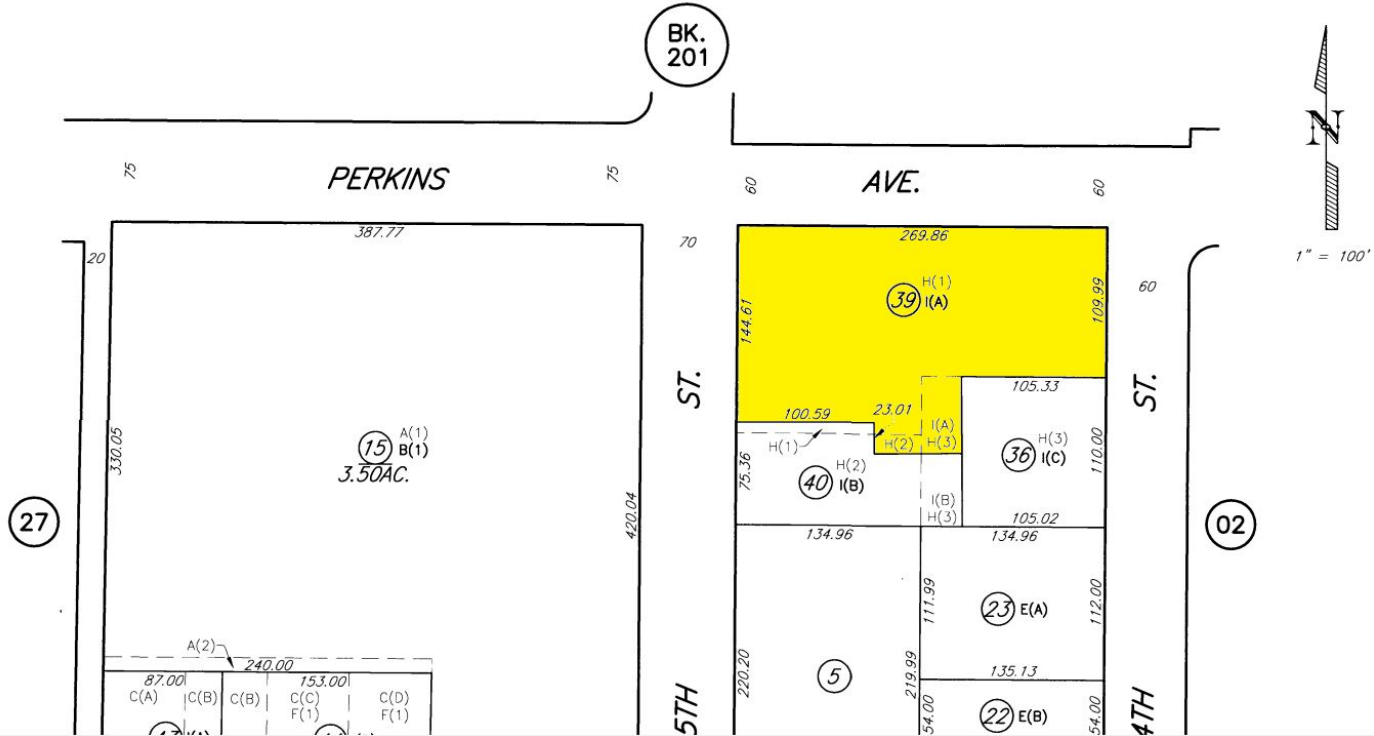 BK.
201
N
1" = 100'
75
PERKINS
75
60
AVE.
60
20
387.77
70
269.86
60
39 H(1)
I(A)
144.61
109.99
ST.
ST.
105.33
100.59
23.01
H(1)
H(2)
I(A)
H(3)
36 H(3)
I(C)
110.00
330.05
15 A(1)
B(1)
3.50AC.
75.36
40 H(2)
I(B)
I(B)
H(3)
105.02
27
420.04
02
134.96
134.96
111.99
23 E(A)
112.00
A(2)
240.00
87.00
153.00
C(A)
C(B)
C(B)
C(C)
F(1)
C(D)
F(1)
5TH
220.20
5
219.99
135.13
54.00
22 E(B)
54.00
4TH